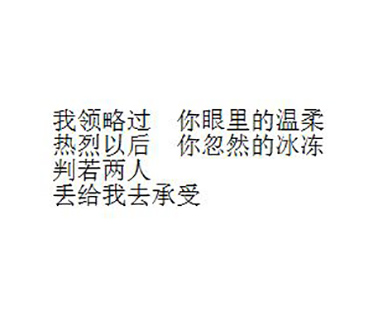 我领略过　你眼里的温柔
热烈以后　你忽然的冰冻
判若两人
丢给我去承受